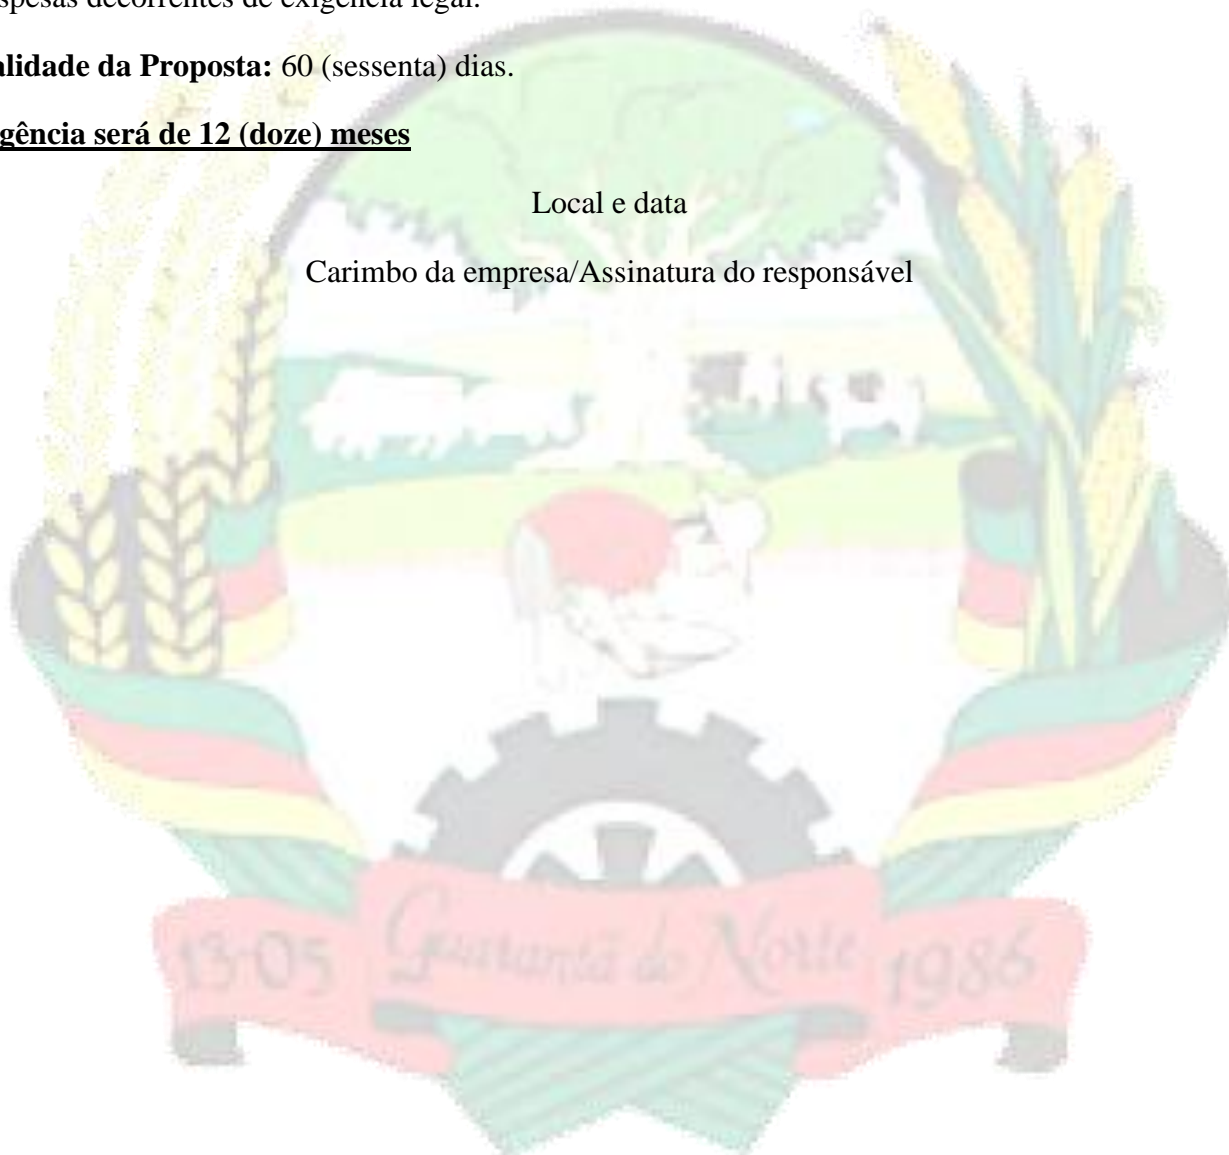 spesas decorrentes de exigência legal.
alidade da Proposta: 60 (sessenta) dias.
gência será de 12 (doze) meses
Local e data
Carimbo da empresa/Assinatura do responsável
13-05 Guarantã do Norte 1986